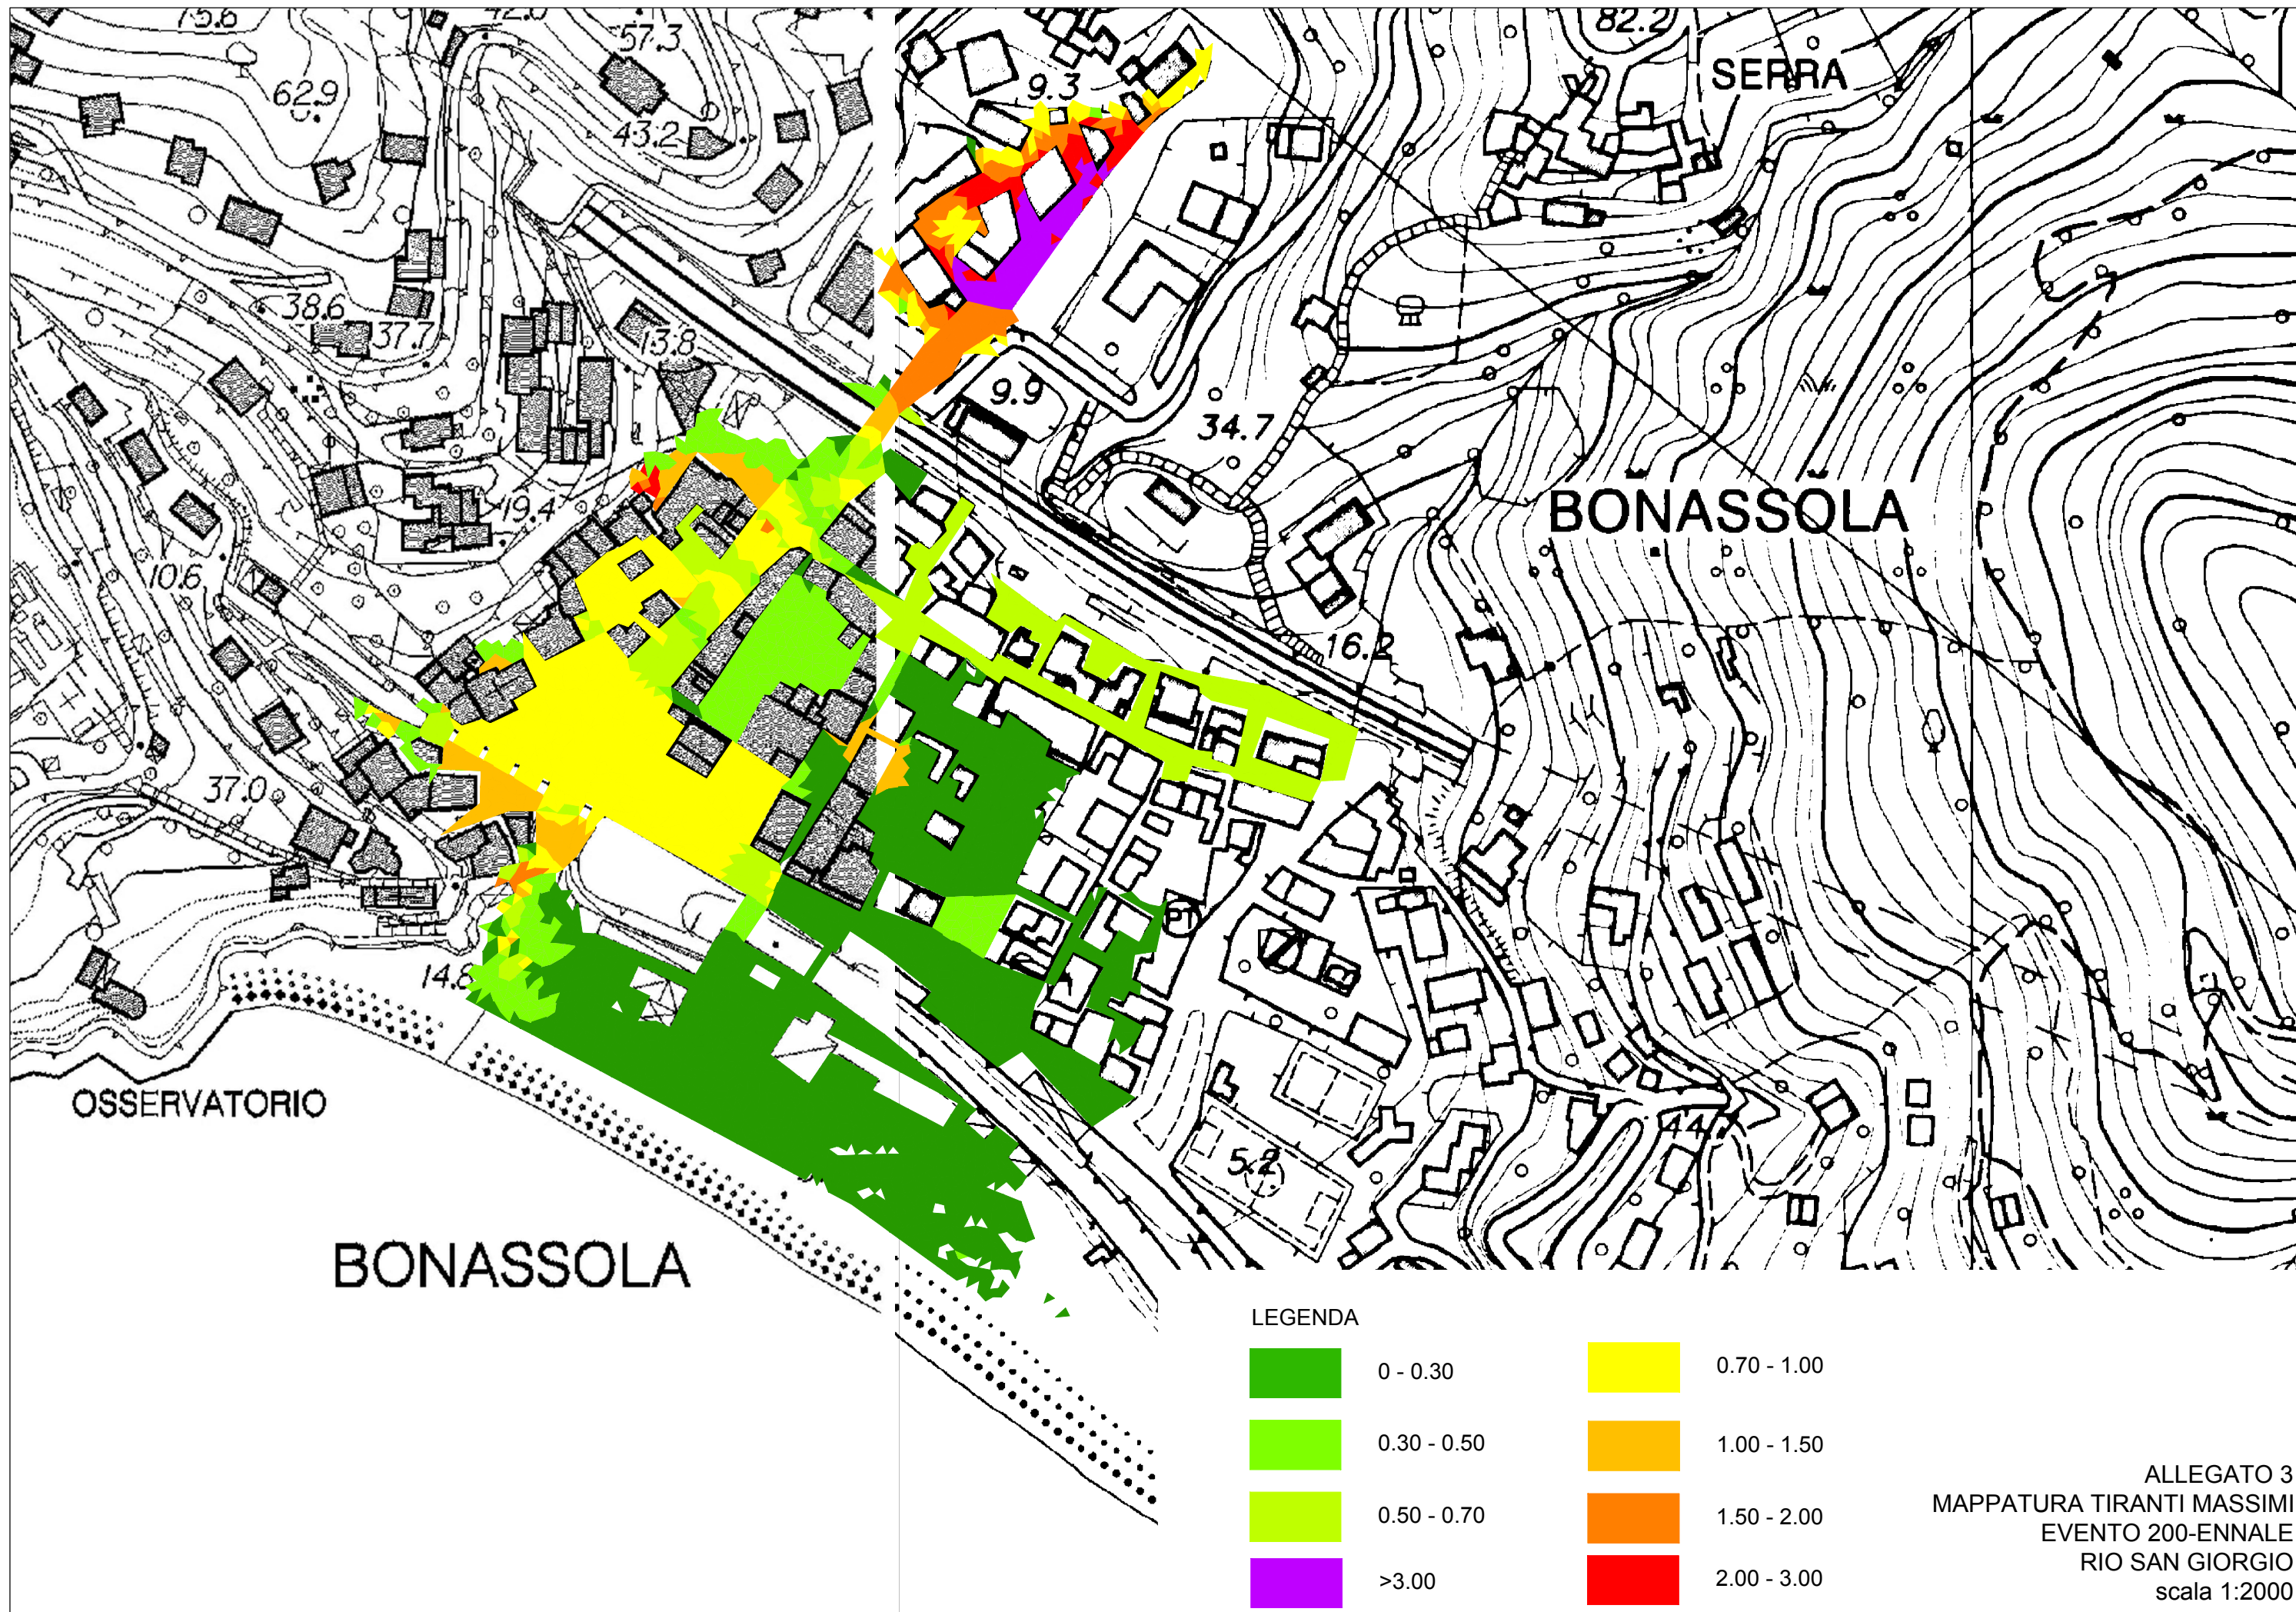 75.6
42.0
57.3
82.2
SERRA
62.9
9.3
43.2
38.6
37.7
13.8
9.9
34.7
19.4
BONASSOLA
10.6
16.2
37.0
PT
14.8
OSSERVATORIO
44
5.2
BONASSOLA
LEGENDA
0 - 0.30
0.70 - 1.00
0.30 - 0.50
1.00 - 1.50
0.50 - 0.70
1.50 - 2.00
>3.00
2.00 - 3.00
ALLEGATO 3
MAPPATURA TIRANTI MASSIMI
EVENTO 200-ENNALE
RIO SAN GIORGIO
scala 1:2000